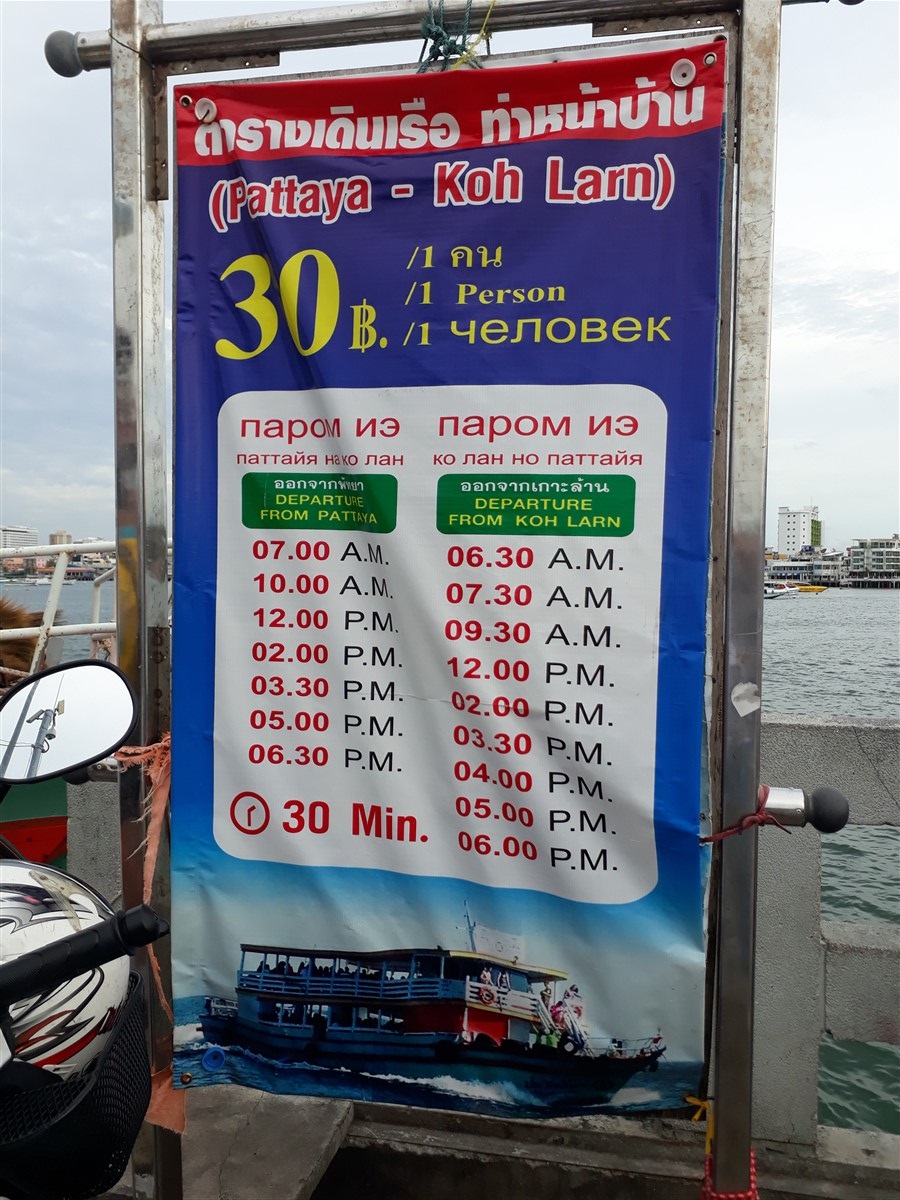 ตารางเดินเรือ ท่าหน้าบ้าน
(Pattaya - Koh Larn)
30 ฿.
/1 คน
/1 Person
/1 человек
паром иэ
паттайя на ко лан
ออกจากพัทยา
DEPARTURE
FROM PATTAYA
07.00 A.M.
10.00 A.M.
12.00 P.M.
02.00 P.M.
03.30 P.M.
05.00 P.M.
06.30 P.M.
30 Min.
паром иэ
ко лан но паттайя
ออกจากเกาะล้าน
DEPARTURE
FROM KOH LARN
06.30 A.M.
07.30 A.M.
09.30 A.M.
12.00 P.M.
02.00 P.M.
03.30 P.M.
04.00 P.M.
05.00 P.M.
06.00 P.M.